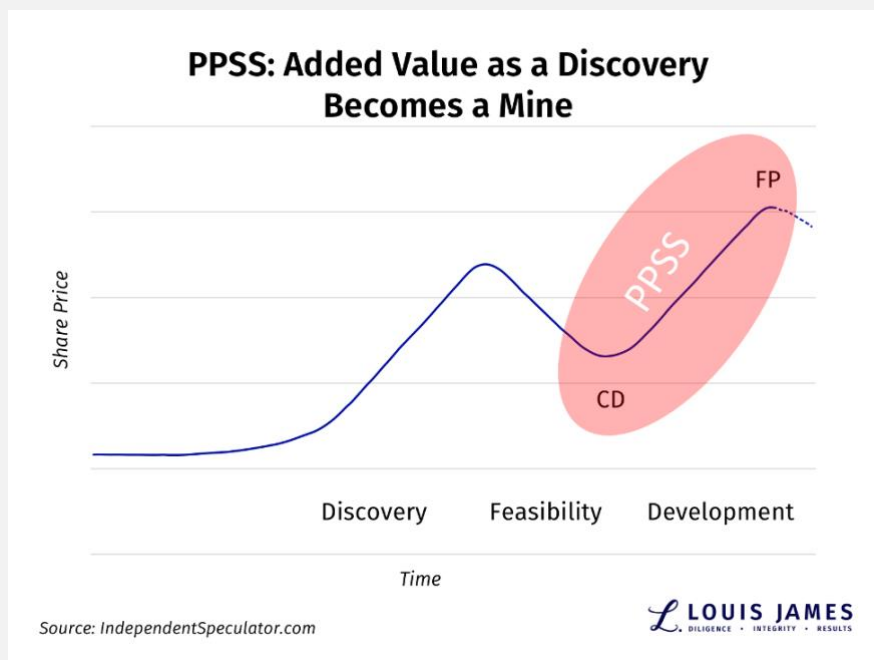 PPSS: Added Value as a Discovery
Becomes a Mine
FP
PPSS
Share Price
CD
Discovery Feasibility Development
Time
Source: IndependentSpeculator.com
LOUIS JAMES
DILIGENCE • INTEGRITY • RESULTS